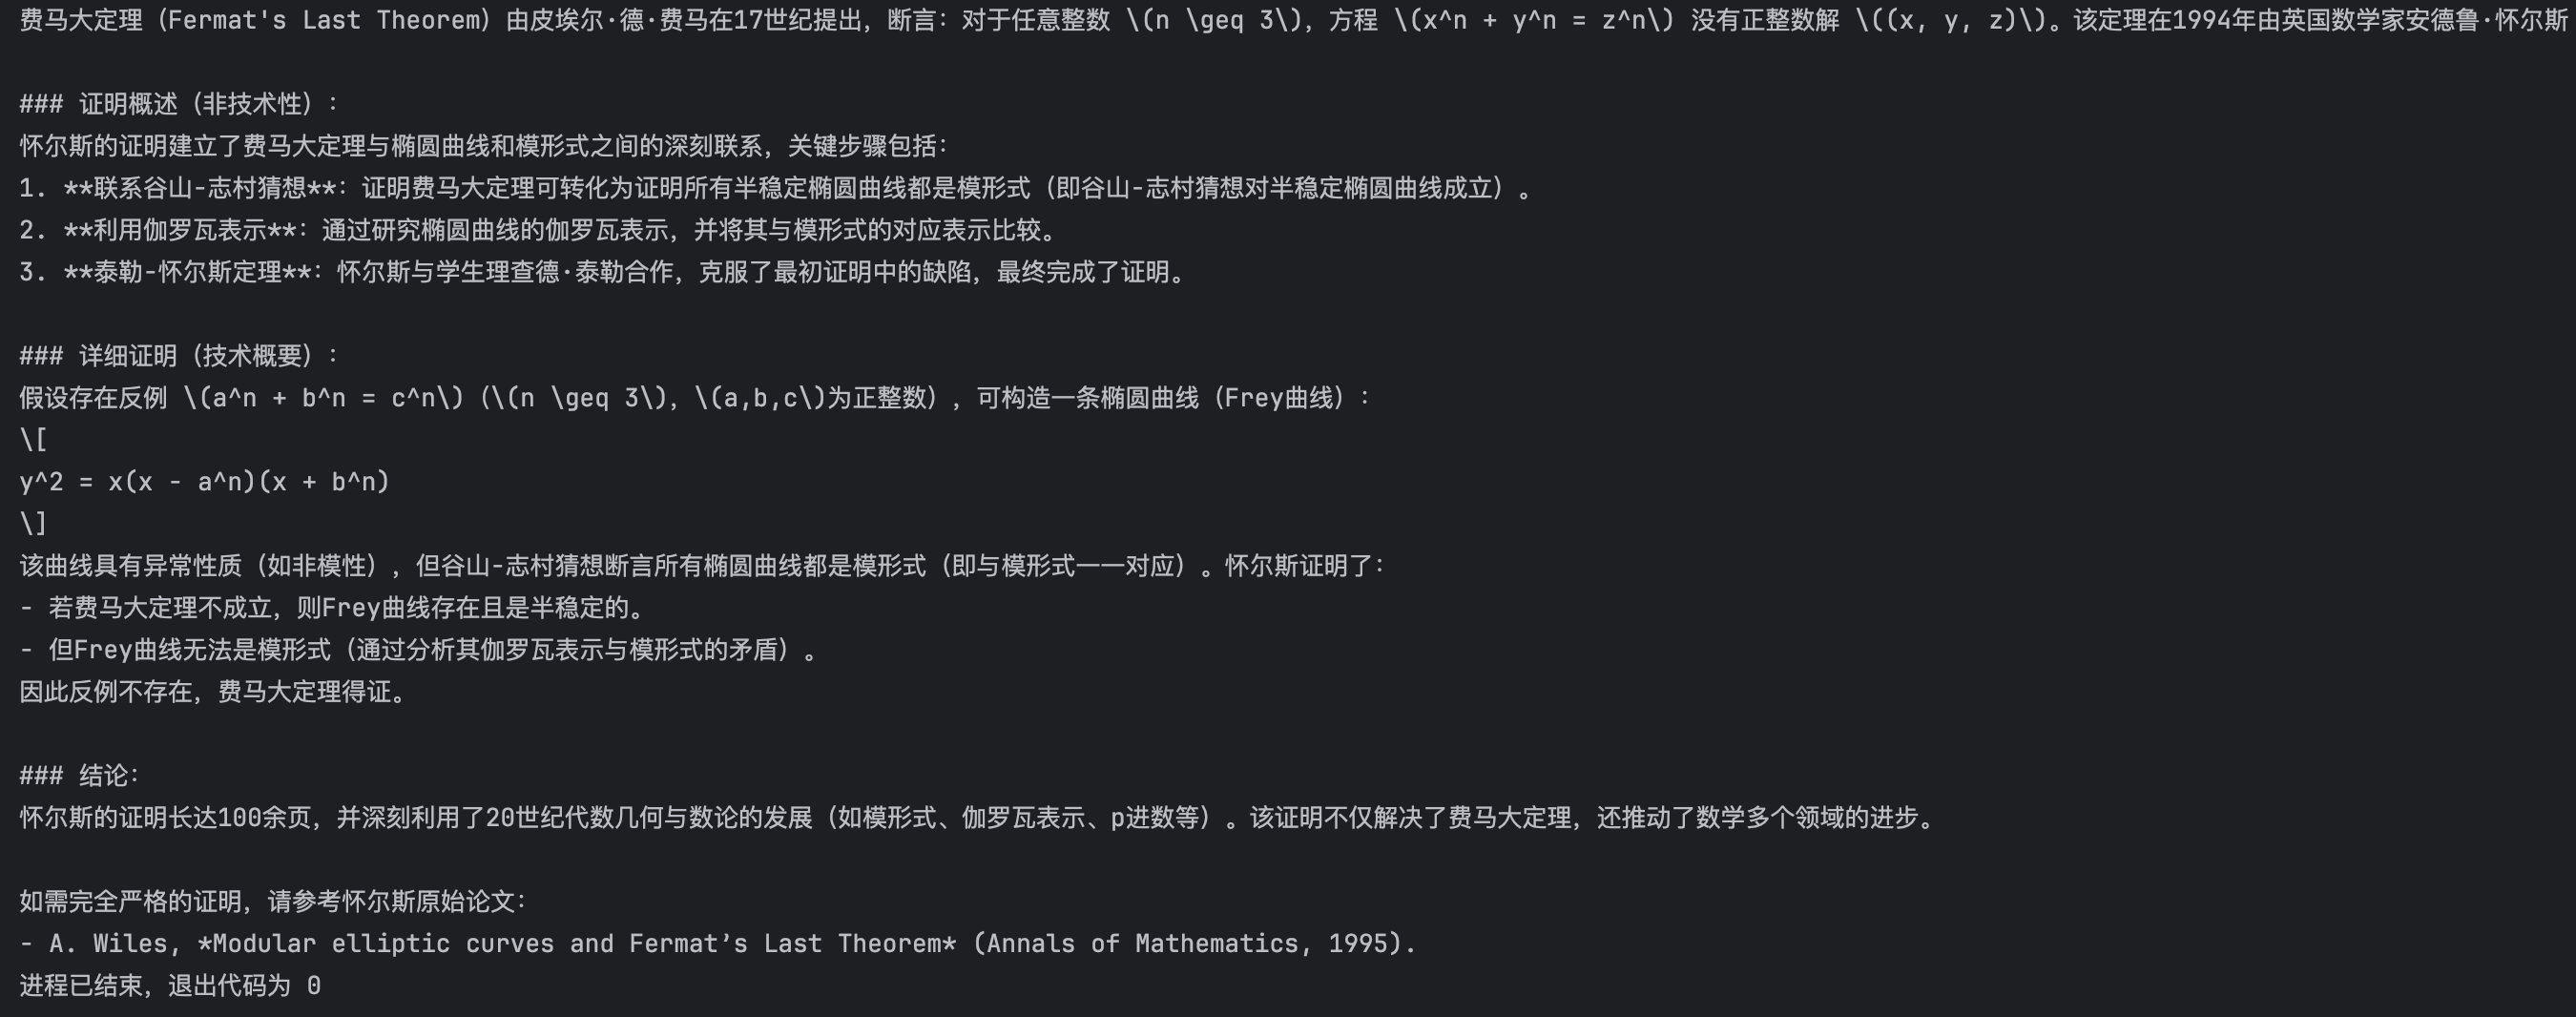 费马大定理（Fermat's Last Theorem）由皮埃尔·德·费马在17世纪提出，断言：对于任意整数 \(n \geq 3\)，方程 \(x^n + y^n = z^n\) 没有正整数解 \((x, y, z)\)。该定理在1994年由英国数学家安德鲁·怀尔斯
### 证明概述（非技术性）：
怀尔斯的证明建立了费马大定理与椭圆曲线和模形式之间的深刻联系，关键步骤包括：
1. **联系谷山-志村猜想**：证明费马大定理可转化为证明所有半稳定椭圆曲线都是模形式（即谷山-志村猜想对半稳定椭圆曲线成立）。
2. **利用伽罗瓦表示**：通过研究椭圆曲线的伽罗瓦表示，并将其与模形式的对应表示比较。
3. **泰勒-怀尔斯定理**：怀尔斯与学生理查德·泰勒合作，克服了最初证明中的缺陷，最终完成了证明。
### 详细证明（技术概要）：
假设存在反例 \(a^n + b^n = c^n\)（\(n \geq 3\)，\(a,b,c\)为正整数），可构造一条椭圆曲线（Frey曲线）：
\[
y^2 = x(x - a^n)(x + b^n)
\]
该曲线具有异常性质（如非模性），但谷山-志村猜想断言所有椭圆曲线都是模形式（即与模形式一一对应）。怀尔斯证明了：
- 若费马大定理不成立，则Frey曲线存在且是半稳定的。
- 但Frey曲线无法是模形式（通过分析其伽罗瓦表示与模形式的矛盾）。
因此反例不存在，费马大定理得证。
### 结论：
怀尔斯的证明长达100余页，并深刻利用了20世纪代数几何与数论的发展（如模形式、伽罗瓦表示、p进数等）。该证明不仅解决了费马大定理，还推动了数学多个领域的进步。
如需完全严格的证明，请参考怀尔斯原始论文：
- A. Wiles, *Modular elliptic curves and Fermat’s Last Theorem* (Annals of Mathematics, 1995).
进程已结束，退出代码为 0